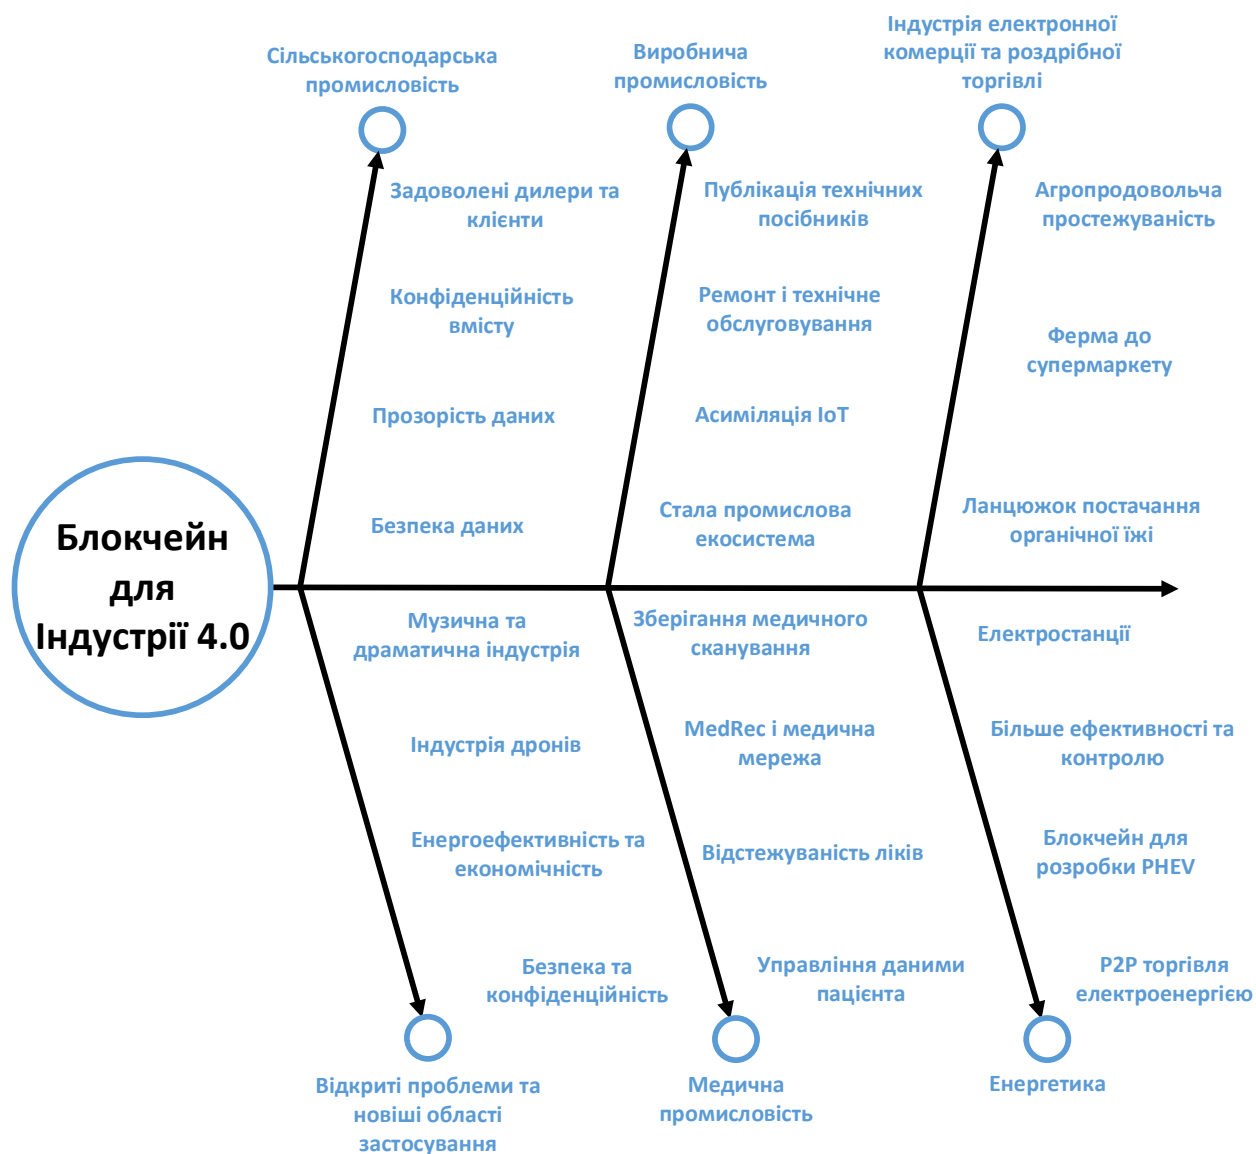 Сільськогосподарська
промисловість
Виробнича
промисловість
Індустрія електронної
комерції та роздрібної
торгівлі
Задоволені дилери та
клієнти
Публікація технічних
посібників
Агропродовольча
простежуваність
Конфіденційність
вмісту
Ремонт і технічне
обслуговування
Ферма до
супермаркету
Прозорість даних
Асиміляція IoT
Безпека даних
Стала промислова
екосистема
Ланцюжок постачання
органічної їжі
Блокчейн
для
Індустрії 4.0
Музична та
драматична індустрія
Зберігання медичного
сканування
Електростанції
Індустрія дронів
MedRec і медична
мережа
Більше ефективності та
контролю
Енергоефективність та
економічність
Відстежуваність ліків
Блокчейн для
розробки PHEV
Безпека та
конфіденційність
Управління даними
пацієнта
P2P торгівля
електроенергією
Відкриті проблеми та
новіші області
застосування
Медична
промисловість
Енергетика